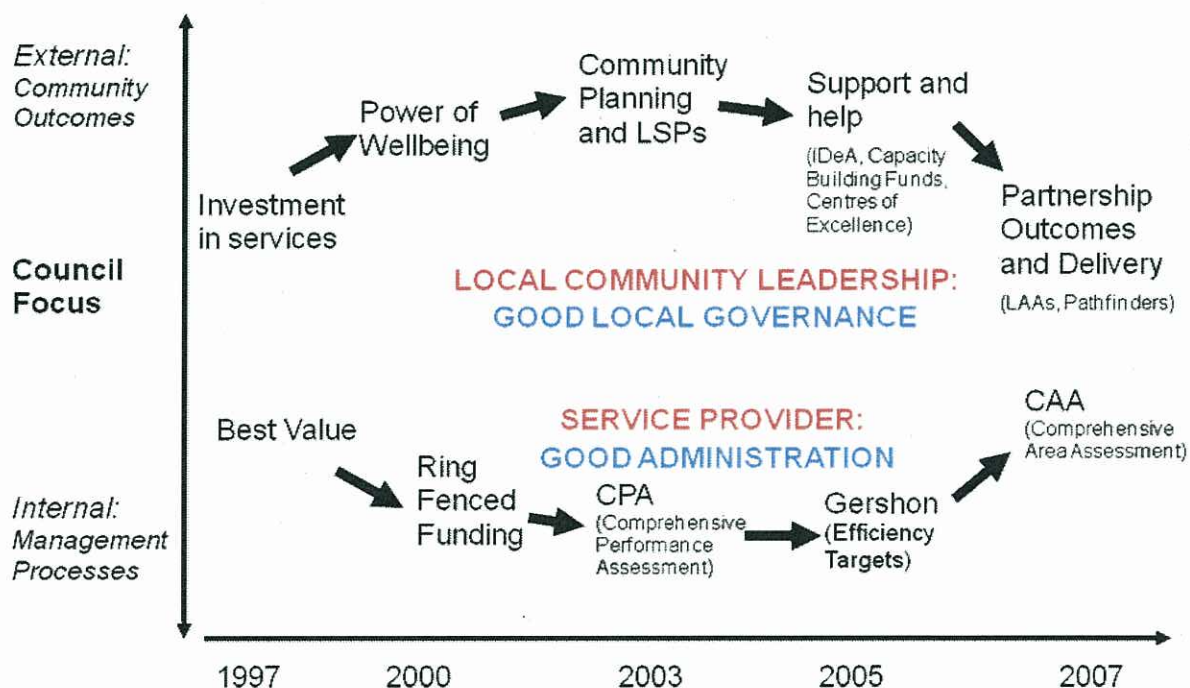 External:
Community
Outcomes
Council
Focus
Internal:
Management
Processes
Investment
in services
Power of
Wellbeing
Community
Planning
and LSPs
Support and
help
(IDeA, Capacity
Building Funds,
Centres of
Excellence)
Partnership
Outcomes
and Delivery
(LAAs, Pathfinders)
LOCAL COMMUNITY LEADERSHIP:
GOOD LOCAL GOVERNANCE
SERVICE PROVIDER:
GOOD ADMINISTRATION
Best Value
Ring
Fenced
Funding
CPA
(Comprehensive
Performance
Assessment)
Gershon
(Efficiency
Targets)
CAA
(Comprehensive
Area Assessment)
1997
2000
2003
2005
2007